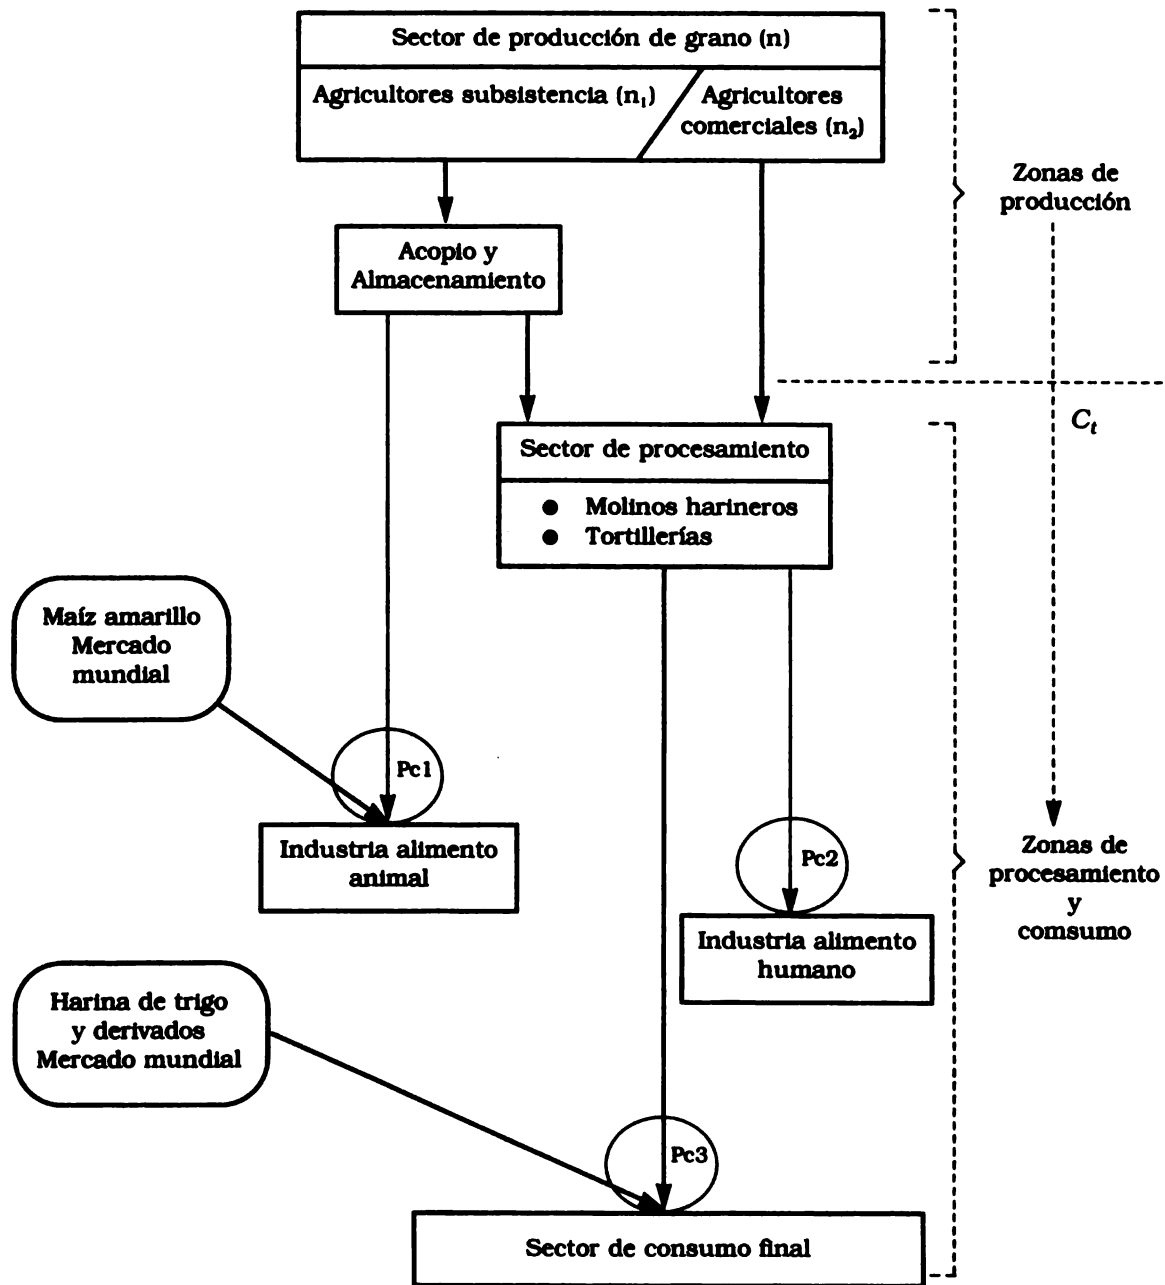 Sector de producción de grano (n)
Agricultores subsistencia (n₁)
Agricultores
comerciales (n₂)
Zonas de
producción
Acopio y
Almacenamiento
C_t
Sector de procesamiento
● Molinos harineros
● Tortillerías
Maíz amarillo
Mercado
mundial
Pc1
Industria alimento
animal
Pc2
Industria alimento
humano
Zonas de
procesamiento
y
comsumo
Harina de trigo
y derivados
Mercado mundial
Pc3
Sector de consumo final